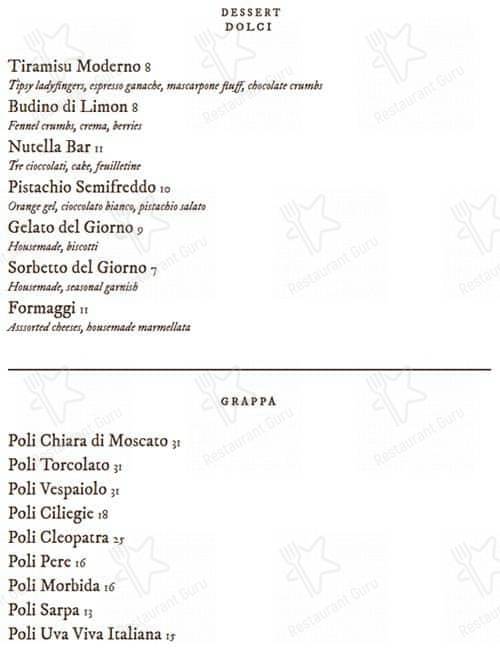 DESSERT
DOLCI
Tiramisu Moderno 8
Tipsy ladyfingers, espresso ganache, mascarpone fluff, chocolate crumbs
Budino di Limon 8
Fennel crumbs, crema, berries
Nutella Bar 11
Tre cioccolati, cake, feuilletine
Pistachio Semifreddo 10
Orange gel, cioccolato bianco, pistachio salato
Gelato del Giorno 9
Housemade, biscotti
Sorbetto del Giorno 7
Housemade, seasonal garnish
Formaggi 11
Asssorted cheeses, housemade marmellata
GRAPPA
Poli Chiara di Moscato 31
Poli Torcolato 31
Poli Vespaiolo 31
Poli Ciliegie 18
Poli Cleopatra 25
Poli Pere 16
Poli Morbida 16
Poli Sarpa 13
Poli Uva Viva Italiana 15
Restaurant Guru